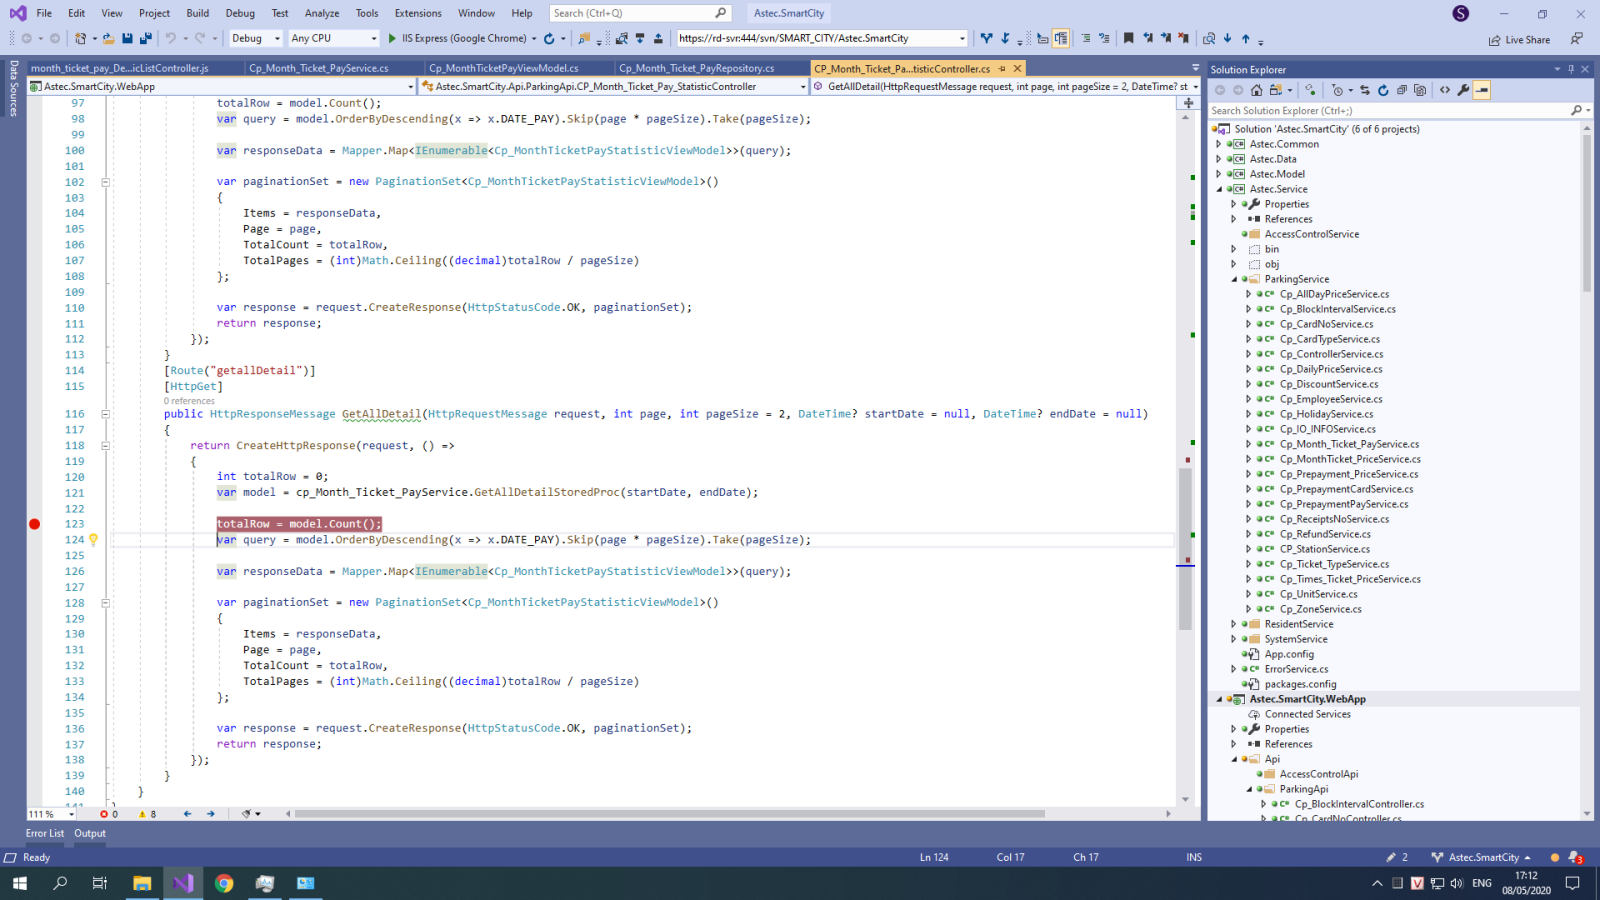 File Edit View Project Build Debug Test Analyze Tools Extensions Window Help Search (Ctrl+Q) Astec.SmartCity S
Debug Any CPU IIS Express (Google Chrome) https://rd-svr:444/svn/SMART_CITY/Astec.SmartCity Live Share
Data Sources
month_ticket_pay_De...icListController.js Cp_Month_Ticket_PayService.cs Cp_MonthTicketPayViewModel.cs Cp_Month_Ticket_PayRepository.cs CP_Month_Ticket_Pa...tisticController.cs
Astec.SmartCity.WebApp Astec.SmartCity.Api.ParkingApi.CP_Month_Ticket_Pay_StatisticController GetAllDetail(HttpRequestMessage request, int page, int pageSize = 2, DateTime? st
97 totalRow = model.Count();
98 var query = model.OrderByDescending(x => x.DATE_PAY).Skip(page * pageSize).Take(pageSize);
99
100 var responseData = Mapper.Map<IEnumerable<Cp_MonthTicketPayStatisticViewModel>>(query);
101
102 var paginationSet = new PaginationSet<Cp_MonthTicketPayStatisticViewModel>()
103 {
104 Items = responseData,
105 Page = page,
106 TotalCount = totalRow,
107 TotalPages = (int)Math.Ceiling((decimal)totalRow / pageSize)
108 };
109
110 var response = request.CreateResponse(HttpStatusCode.OK, paginationSet);
111 return response;
112 });
113 }
114 [Route("getallDetail")]
115 [HttpGet]
0 references
116 public HttpResponseMessage GetAllDetail(HttpRequestMessage request, int page, int pageSize = 2, DateTime? startDate = null, DateTime? endDate = null)
117 {
118 return CreateHttpResponse(request, () =>
119 {
120 int totalRow = 0;
121 var model = cp_Month_Ticket_PayService.GetAllDetailStoredProc(startDate, endDate);
122
123 totalRow = model.Count();
124 var query = model.OrderByDescending(x => x.DATE_PAY).Skip(page * pageSize).Take(pageSize);
125
126 var responseData = Mapper.Map<IEnumerable<Cp_MonthTicketPayStatisticViewModel>>(query);
127
128 var paginationSet = new PaginationSet<Cp_MonthTicketPayStatisticViewModel>()
129 {
130 Items = responseData,
131 Page = page,
132 TotalCount = totalRow,
133 TotalPages = (int)Math.Ceiling((decimal)totalRow / pageSize)
134 };
135
136 var response = request.CreateResponse(HttpStatusCode.OK, paginationSet);
137 return response;
138 });
139 }
140 }
141 }
111 % 0 8
Solution Explorer
Search Solution Explorer (Ctrl+;)
Solution 'Astec.SmartCity' (6 of 6 projects)
Astec.Common
Astec.Data
Astec.Model
Astec.Service
Properties
References
AccessControlService
bin
obj
ParkingService
Cp_AllDayPriceService.cs
Cp_BlockIntervalService.cs
Cp_CardNoService.cs
Cp_CardTypeService.cs
Cp_ControllerService.cs
Cp_DailyPriceService.cs
Cp_DiscountService.cs
Cp_EmployeeService.cs
Cp_HolidayService.cs
Cp_IO_INFOService.cs
Cp_Month_Ticket_PayService.cs
Cp_MonthTicket_PriceService.cs
Cp_Prepayment_PriceService.cs
Cp_PrepaymentCardService.cs
Cp_PrepaymentPayService.cs
Cp_ReceiptsNoService.cs
Cp_RefundService.cs
CP_StationService.cs
Cp_Ticket_TypeService.cs
Cp_Times_Ticket_PriceService.cs
Cp_UnitService.cs
Cp_ZoneService.cs
ResidentService
SystemService
App.config
ErrorService.cs
packages.config
Astec.SmartCity.WebApp
Connected Services
Properties
References
Api
AccessControlApi
ParkingApi
Cp_BlockIntervalController.cs
Cp_CardNoController.cs
Error List Output
Ready Ln 124 Col 17 Ch 17 INS 2 Astec.SmartCity 3
ENG 17:12
08/05/2020